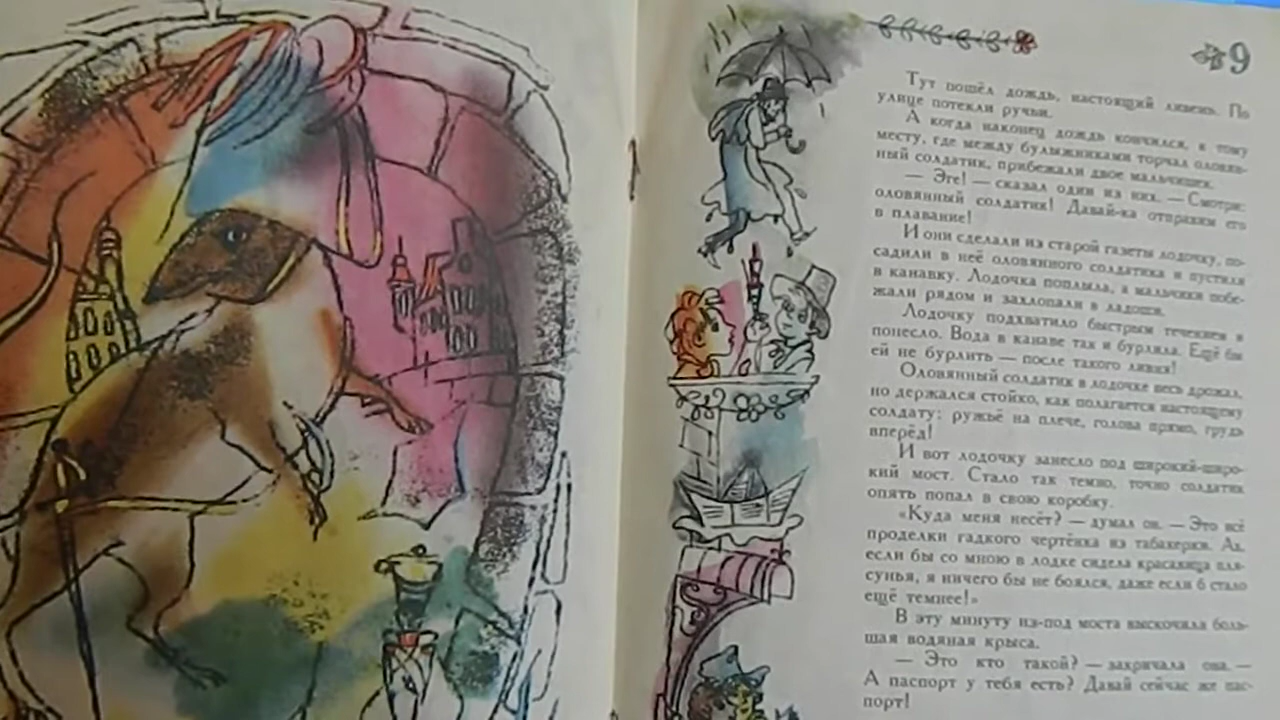 9
Тут пошёл дождь, настоящий ливень. По
улице потекли ручьи.
А когда наконец дождь кончился, к тому
месту, где между булыжниками торчал оловян-
ный солдатик, прибежали двое мальчишек.
— Эге! — сказал один из них. — Смотри:
оловянный солдатик! Давай-ка отправим его
в плавание!
И они сделали из старой газеты лодочку, по-
садили в неё оловянного солдатика и пустили
в канавку. Лодочка поплыла, а мальчики побе-
жали рядом и захлопали в ладоши.
Лодочку подхватило быстрым течением и
понесло. Вода в канаве так и бурлила. Ещё бы
ей не бурлить — после такого ливня!
Оловянный солдатик в лодочке весь дрожал,
но держался стойко, как полагается настоящему
солдату: ружьё на плече, голова прямо, грудь
вперёд!
И вот лодочку занесло под широкий-широ-
кий мост. Стало так темно, точно солдатик
опять попал в свою коробку.
«Куда меня несёт? — думал он. — Это всё
проделки гадкого чертёнка из табакерки. Ах,
если бы со мною в лодке сидела красавица пля-
сунья, я ничего бы не боялся, даже если б стало
ещё темнее!»
В эту минуту из-под моста выскочила боль-
шая водяная крыса.
— Это кто такой? — закричала она. —
А паспорт у тебя есть? Давай сейчас же пас-
порт!